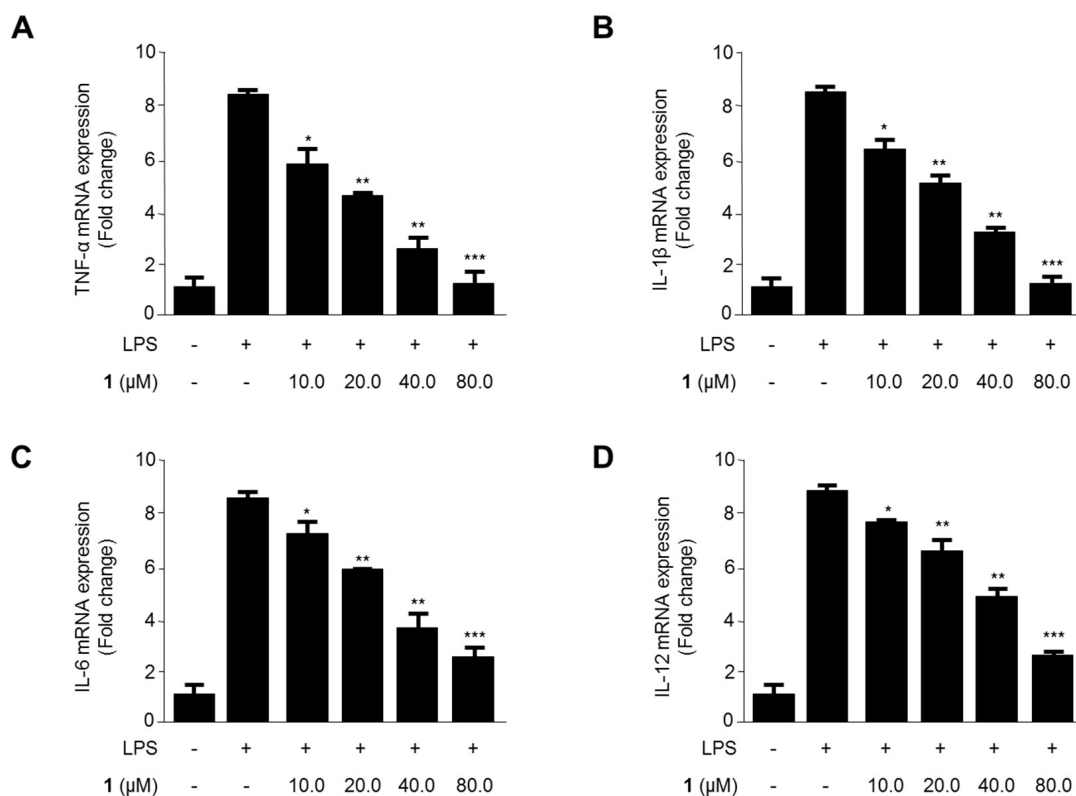 A
TNF-α mRNA expression
(Fold change)
10
8
6
4
2
0
*
**
**
***
LPS - + + + + +
1 (µM) - - 10.0 20.0 40.0 80.0
B
IL-1β mRNA expression
(Fold change)
10
8
6
4
2
0
*
**
**
***
LPS - + + + + +
1 (µM) - - 10.0 20.0 40.0 80.0
C
IL-6 mRNA expression
(Fold change)
10
8
6
4
2
0
*
**
**
***
LPS - + + + + +
1 (µM) - - 10.0 20.0 40.0 80.0
D
IL-12 mRNA expression
(Fold change)
10
8
6
4
2
0
*
**
**
***
LPS - + + + + +
1 (µM) - - 10.0 20.0 40.0 80.0